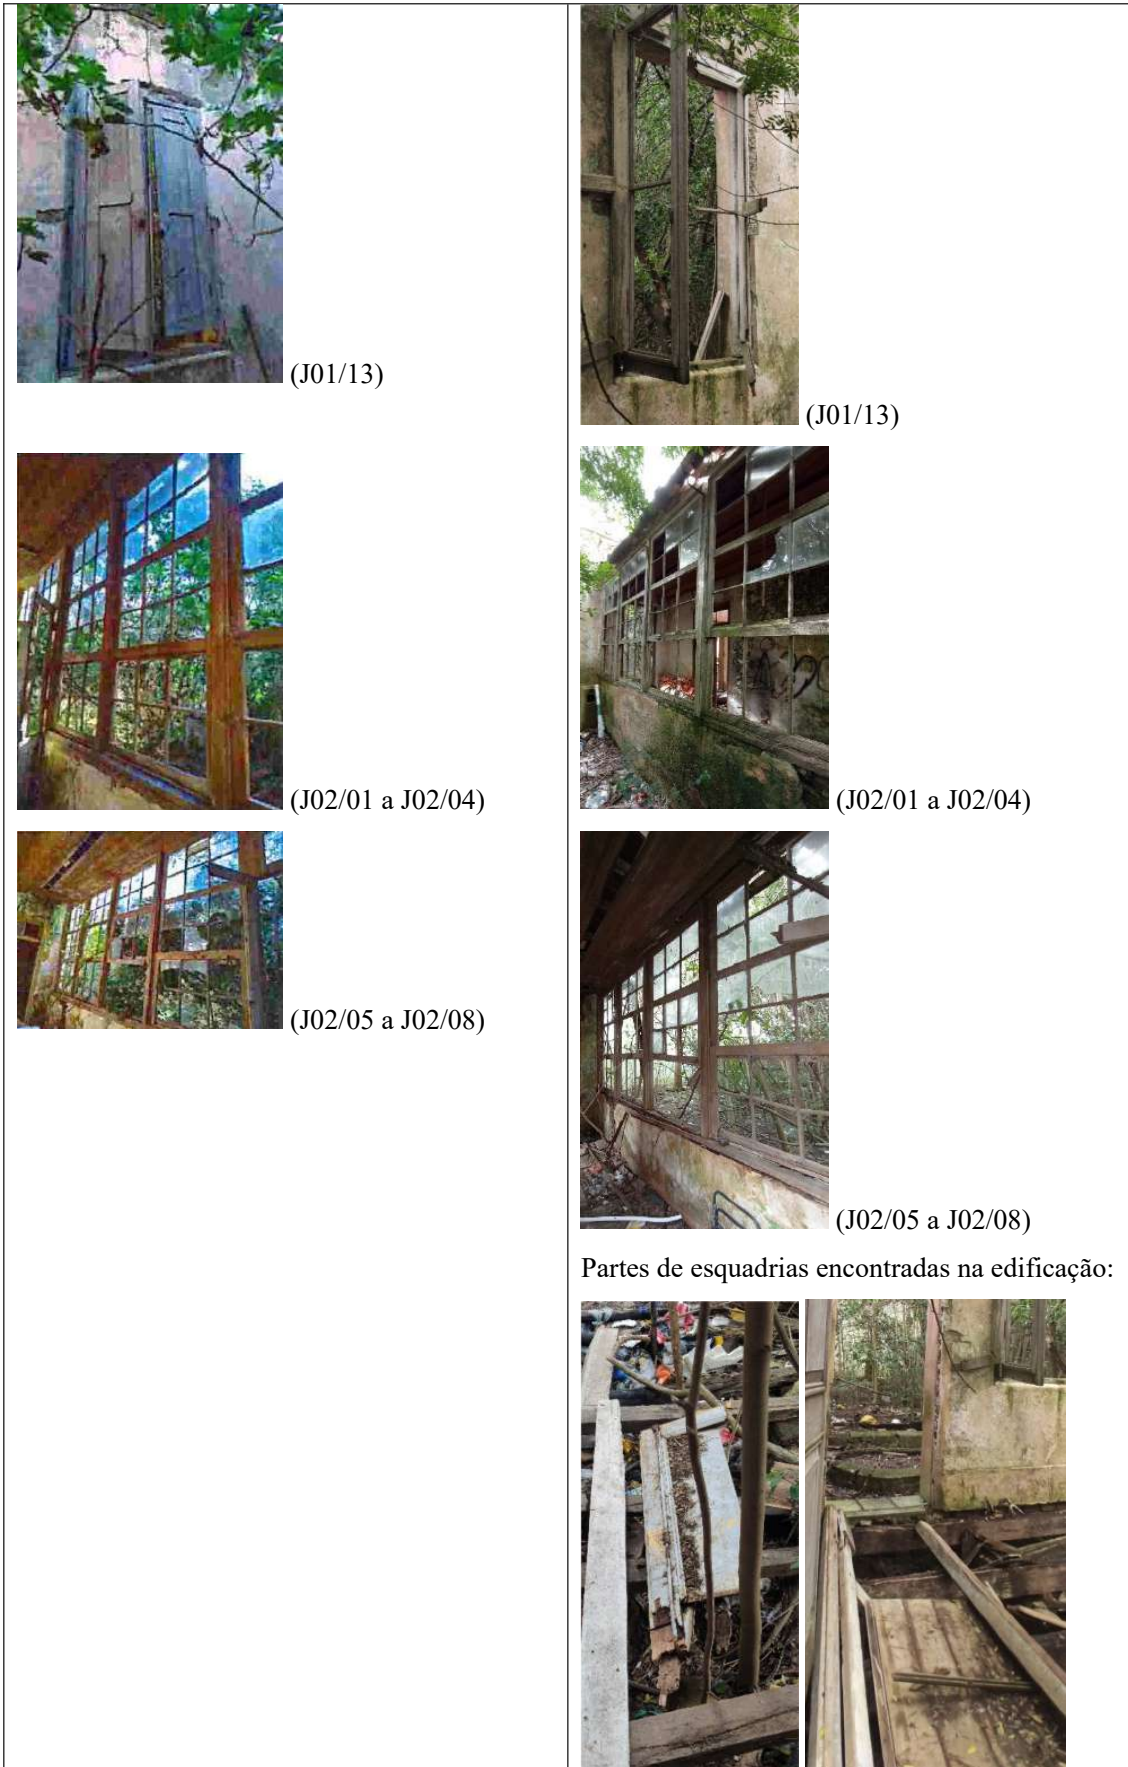 (J01/13)
(J01/13)
(J02/01 a J02/04)
(J02/01 a J02/04)
(J02/05 a J02/08)
(J02/05 a J02/08)
Partes de esquadrias encontradas na edificação: